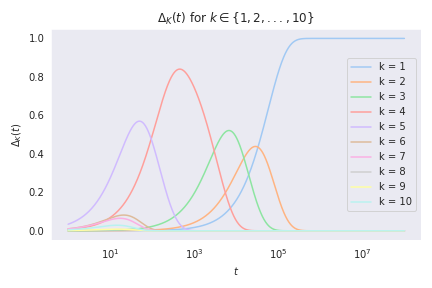 Δ_K(t) for k ∈ {1, 2, ..., 10}
Δ_K(t)
1.0
0.8
0.6
0.4
0.2
0.0
10^1
10^3
10^5
10^7
t
k = 1
k = 2
k = 3
k = 4
k = 5
k = 6
k = 7
k = 8
k = 9
k = 10